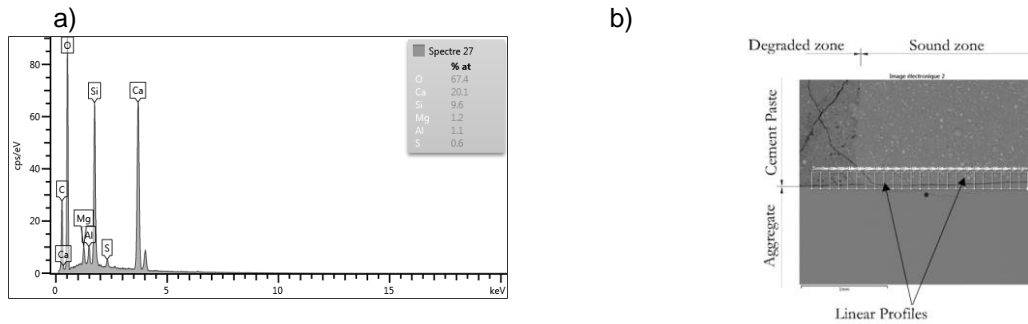 a)
b)
80
60
40
20
0
cps/eV
O
Si
Ca
C
Ca
Mg
Al
S
0
5
10
15
keV
Spectre 27
% at
O 67.4
Ca 20.1
Si 9.6
Mg 1.2
Al 1.1
S 0.6
Degraded zone
Sound zone
Image électronique 2
Cement Paste
Aggregate
Linear Profiles